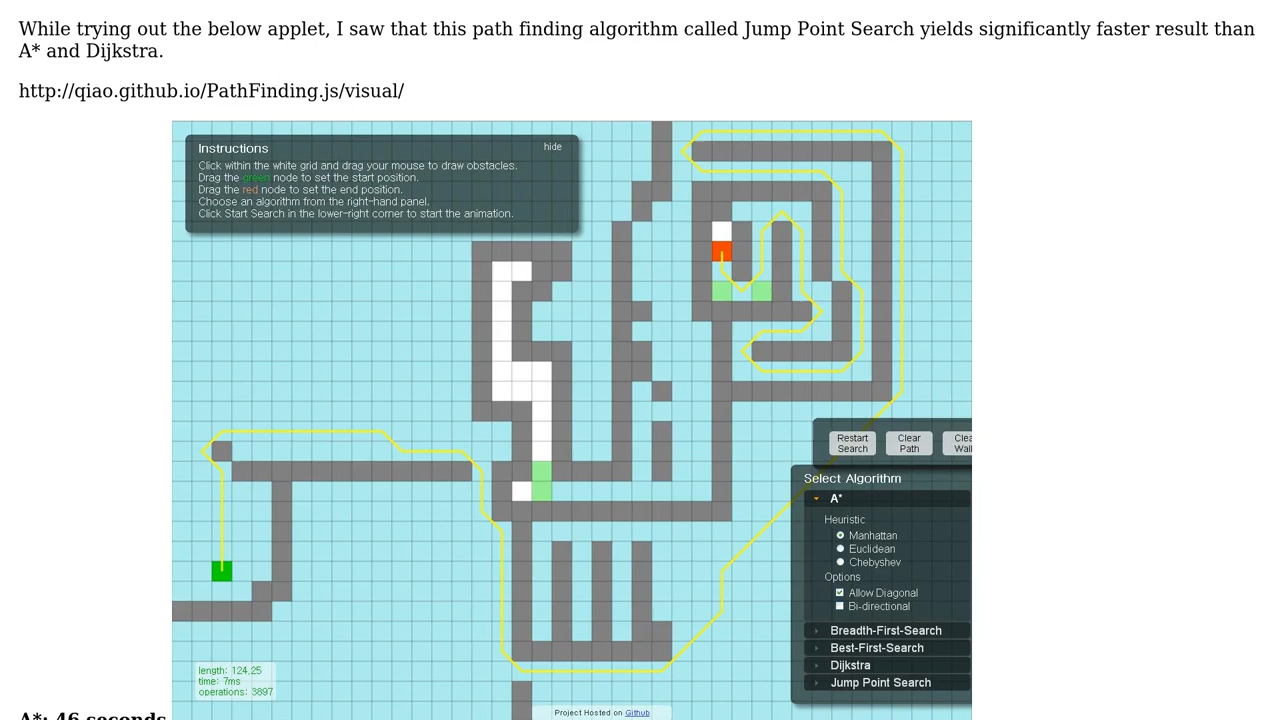 While trying out the below applet, I saw that this path finding algorithm called Jump Point Search yields significantly faster result than
A* and Dijkstra.
http://qiao.github.io/PathFinding.js/visual/
Instructions
hide
Click within the white grid and drag your mouse to draw obstacles.
Drag the green node to set the start position.
Drag the red node to set the end position.
Choose an algorithm from the right-hand panel.
Click Start Search in the lower-right corner to start the animation.
Restart
Search
Clear
Path
Clea
Wall
Select Algorithm
A*
Heuristic
Manhattan
Euclidean
Chebyshev
Options
Allow Diagonal
Bi-directional
Breadth-First-Search
Best-First-Search
Dijkstra
Jump Point Search
length: 124,25
time: 7ms
operations: 3897
Project Hosted on Github
A*: 46 seconds